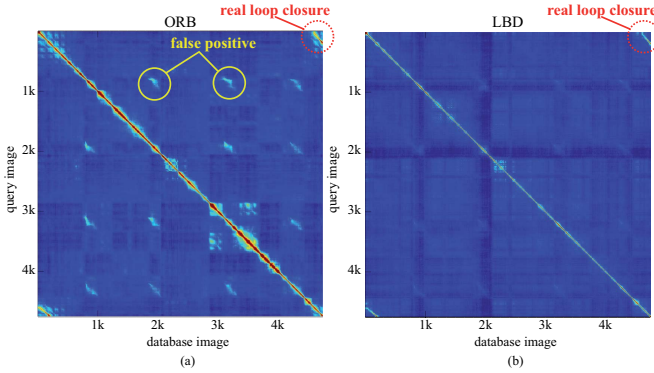 ORB
real loop closure
false positive
1k
2k
3k
4k
query image
1k
2k
3k
4k
database image
(a)
LBD
real loop closure
1k
2k
3k
4k
query image
1k
2k
3k
4k
database image
(b)